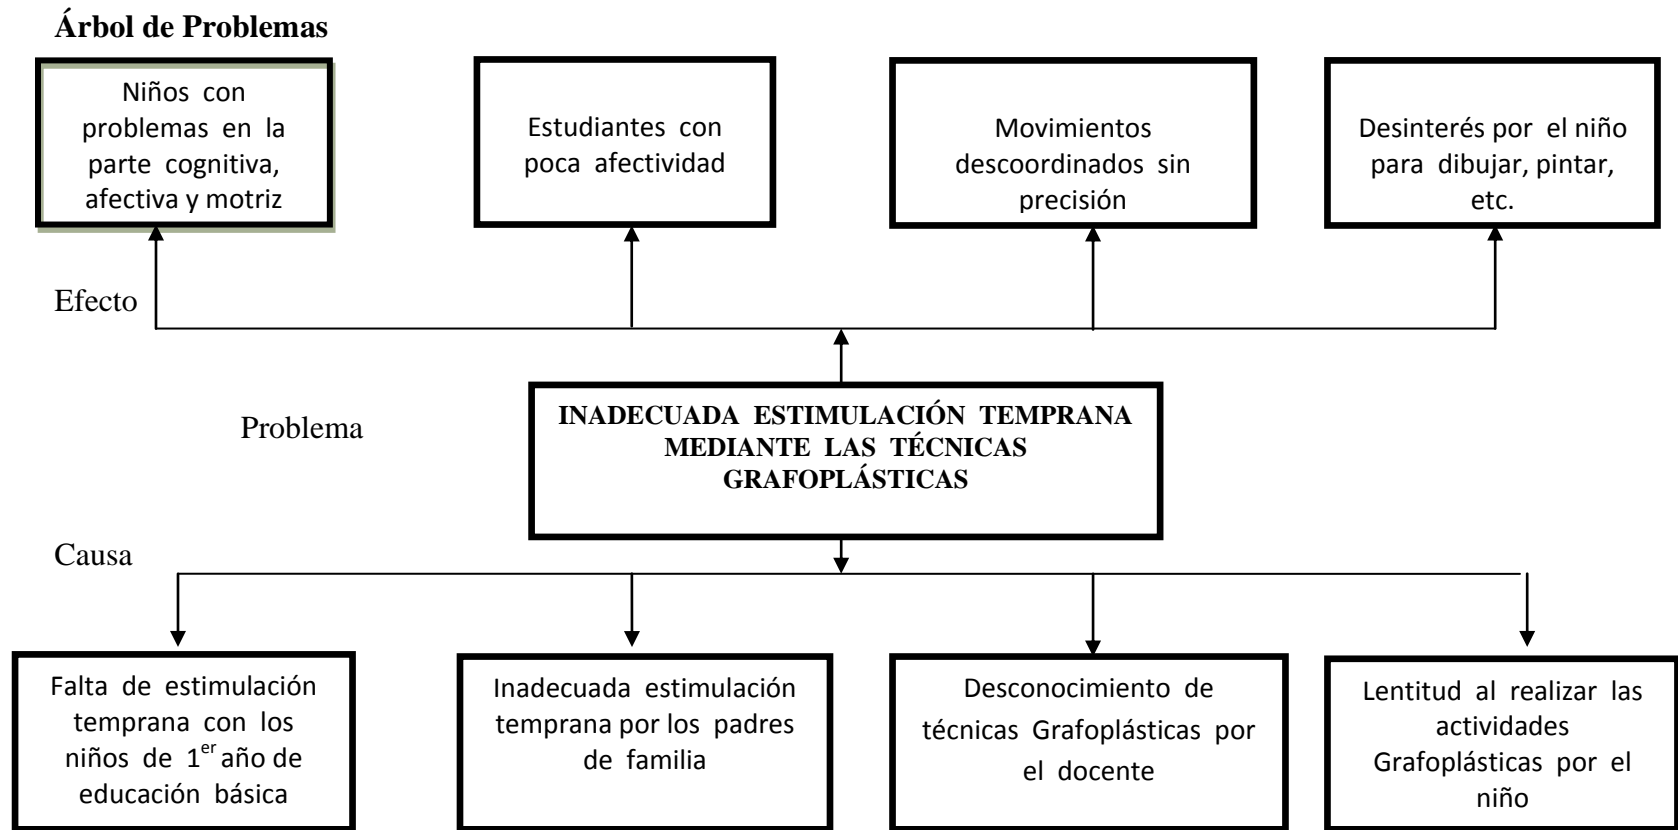 Árbol de Problemas
Niños con
problemas en la
parte cognitiva,
afectiva y motriz
Estudiantes con
poca afectividad
Movimientos
descoordinados sin
precisión
Desinterés por el niño
para dibujar, pintar,
etc.
Efecto
Problema
INADECUADA ESTIMULACIÓN TEMPRANA
MEDIANTE LAS TÉCNICAS
GRAFOPLÁSTICAS
Causa
Falta de estimulación
temprana con los
niños de 1er año de
educación básica
Inadecuada estimulación
temprana por los padres
de familia
Desconocimiento de
técnicas Grafoplásticas por
el docente
Lentitud al realizar las
actividades
Grafoplásticas por el
niño